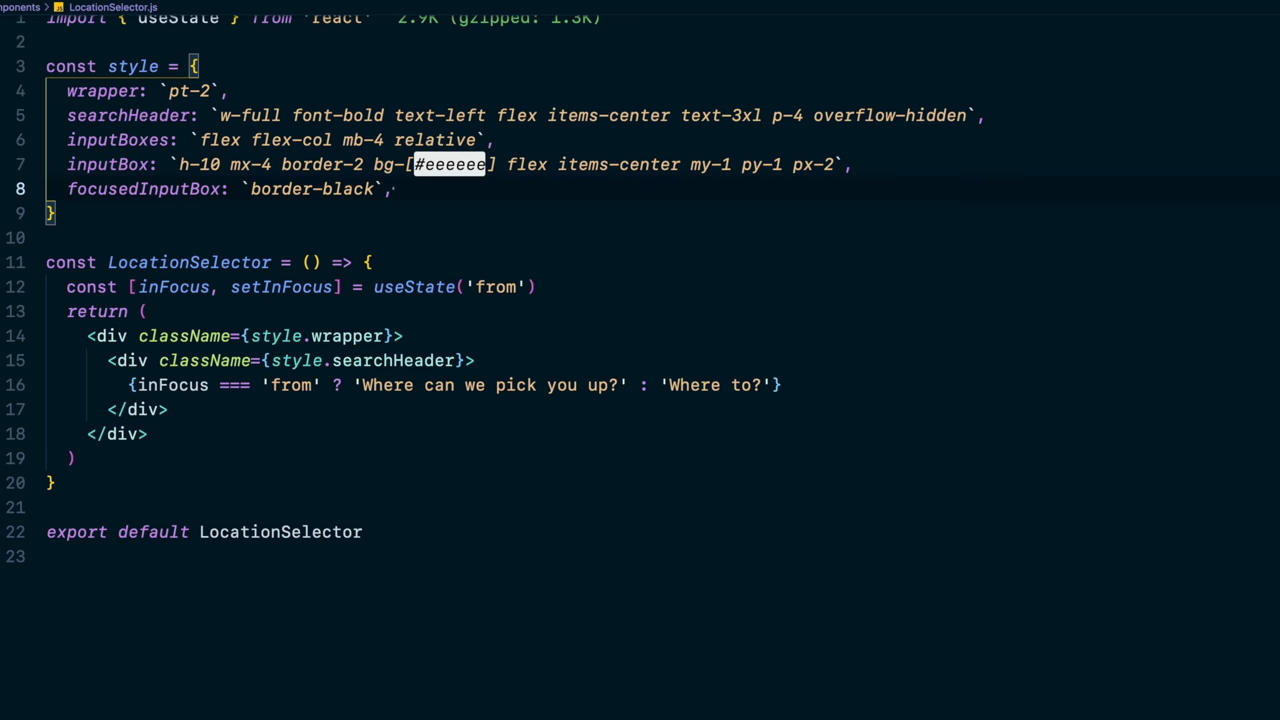 mponents > JS LocationSelector.js
1 import { useState } from 'react' 2.9K (gzipped: 1.3K)
2
3 const style = {
4 wrapper: `pt-2`,
5 searchHeader: `w-full font-bold text-left flex items-center text-3xl p-4 overflow-hidden`,
6 inputBoxes: `flex flex-col mb-4 relative`,
7 inputBox: `h-10 mx-4 border-2 bg-[#eeeeee] flex items-center my-1 py-1 px-2`,
8 focusedInputBox: `border-black`,
9 }
10
11 const LocationSelector = () => {
12 const [inFocus, setInFocus] = useState('from')
13 return (
14 <div className={style.wrapper}>
15 <div className={style.searchHeader}>
16 {inFocus === 'from' ? 'Where can we pick you up?' : 'Where to?'}
17 </div>
18 </div>
19 )
20 }
21
22 export default LocationSelector
23